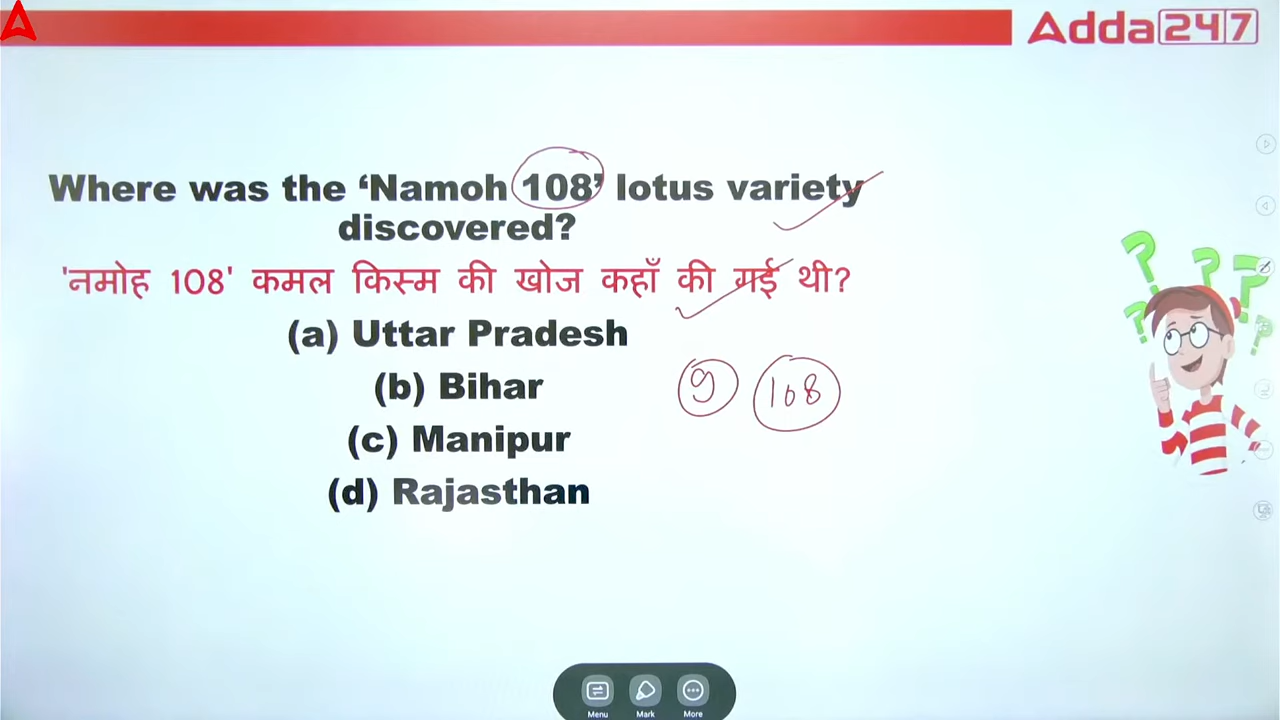 Adda247
Where was the ‘Namoh 108’ lotus variety
discovered?
'नमोह 108' कमल किस्म की खोज कहाँ की गई थी?
(a) Uttar Pradesh
(b) Bihar
9 108
(c) Manipur
(d) Rajasthan
Menu Mark More